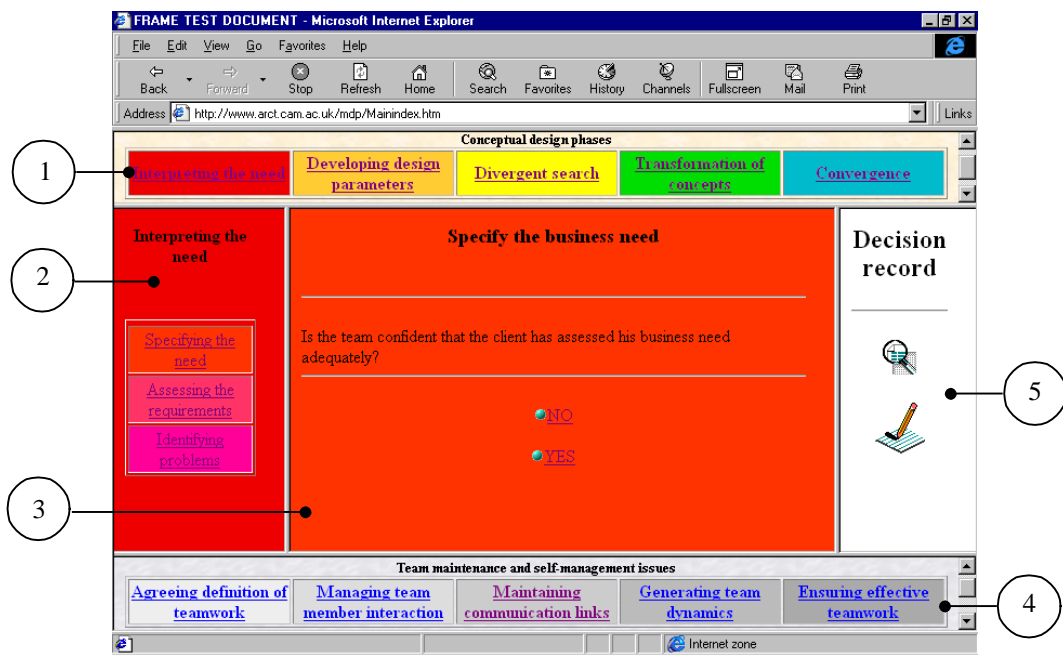 FRAME TEST DOCUMENT - Microsoft Internet Explorer
File Edit View Go Favorites Help
Back Forward Stop Refresh Home Search Favorites History Channels Fullscreen Mail Print
Address http://www.arct.cam.ac.uk/mdp/Mainindex.htm Links
Conceptual design phases
1
Interpreting the need
Developing design
parameters
Divergent search
Transformation of
concepts
Convergence
2
Interpreting the
need
Specifying the
need
Assessing the
requirements
Identifying
problems
3
Specify the business need
Is the team confident that the client has assessed his business need
adequately?
NO
YES
Decision
record
5
Team maintenance and self-management issues
Agreeing definition of
teamwork
Managing team
member interaction
Maintaining
communication links
Generating team
dynamics
Ensuring effective
teamwork
4
Internet zone